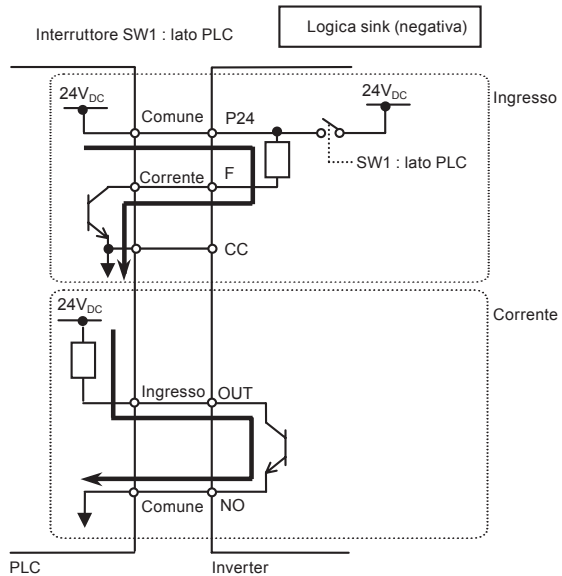 Interruttore SW1 : lato PLC
Logica sink (negativa)
24VDC
Comune
P24
24VDC
Ingresso
SW1 : lato PLC
Corrente
F
CC
24VDC
Corrente
Ingresso
OUT
Comune
NO
PLC
Inverter